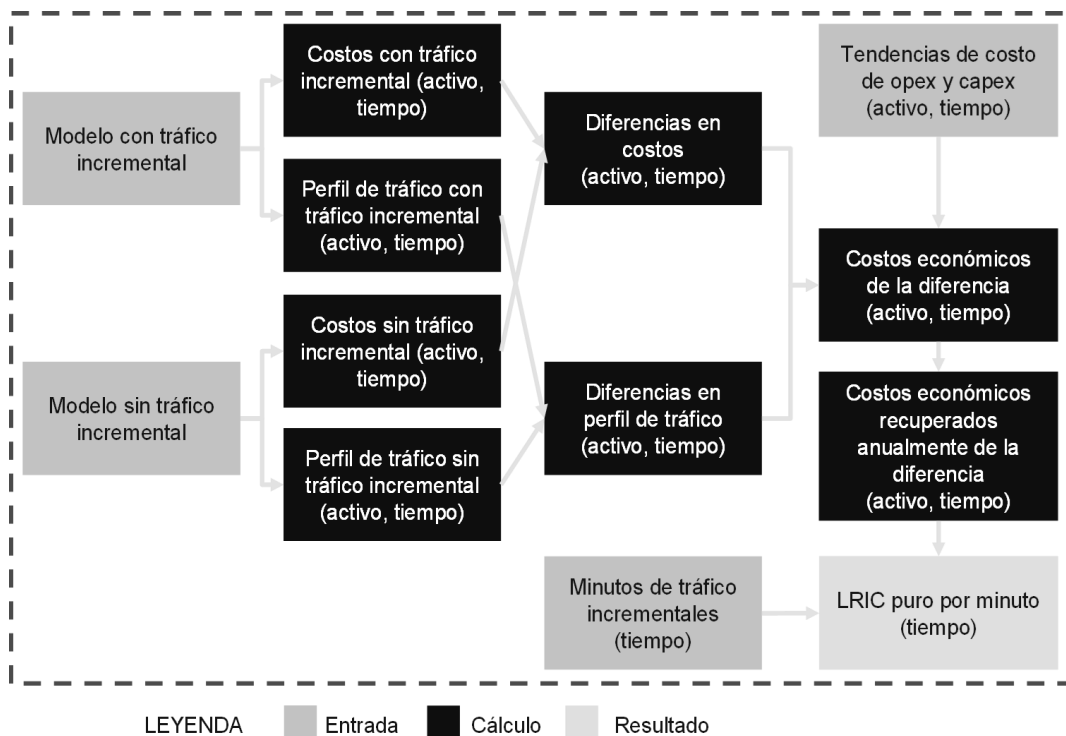 Modelo con tráfico
incremental
Modelo sin tráfico
incremental
Costos con tráfico
incremental (activo,
tiempo)
Perfil de tráfico con
tráfico incremental
(activo, tiempo)
Costos sin tráfico
incremental (activo,
tiempo)
Perfil de tráfico sin
tráfico incremental
(activo, tiempo)
Diferencias en
costos
(activo, tiempo)
Diferencias en
perfil de tráfico
(activo, tiempo)
Minutos de tráfico
incrementales
(tiempo)
Tendencias de costo
de opex y capex
(activo, tiempo)
Costos económicos
de la diferencia
(activo, tiempo)
Costos económicos
recuperados
anualmente de la
diferencia
(activo, tiempo)
LRIC puro por minuto
(tiempo)
LEYENDA Entrada Cálculo Resultado